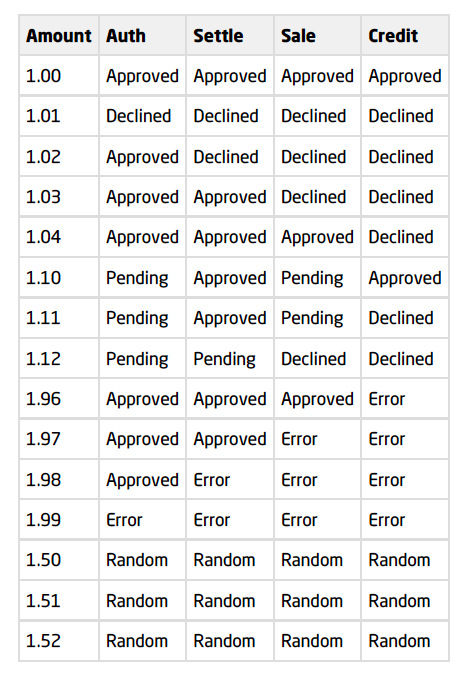 Amount Auth Settle Sale Credit
1.00 Approved Approved Approved Approved
1.01 Declined Declined Declined Declined
1.02 Approved Declined Declined Declined
1.03 Approved Approved Declined Declined
1.04 Approved Approved Approved Declined
1.10 Pending Approved Pending Approved
1.11 Pending Approved Pending Declined
1.12 Pending Pending Declined Declined
1.96 Approved Approved Approved Error
1.97 Approved Approved Error Error
1.98 Approved Error Error Error
1.99 Error Error Error Error
1.50 Random Random Random Random
1.51 Random Random Random Random
1.52 Random Random Random Random